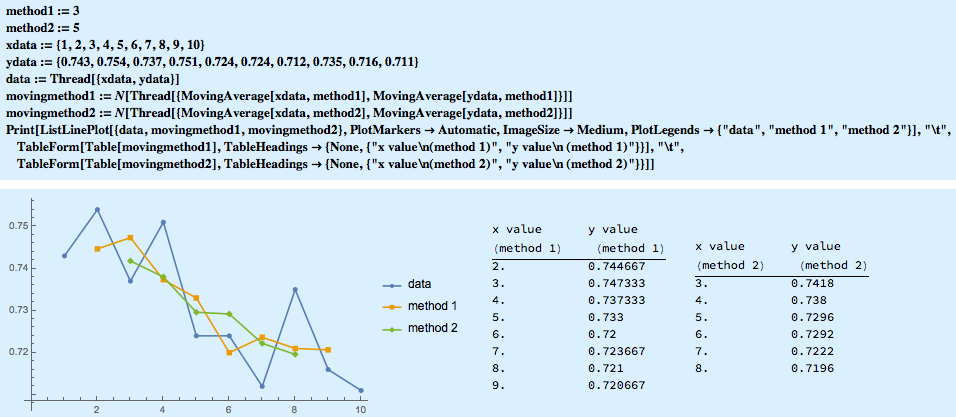 method1 := 3
method2 := 5
xdata := {1, 2, 3, 4, 5, 6, 7, 8, 9, 10}
ydata := {0.743, 0.754, 0.737, 0.751, 0.724, 0.724, 0.712, 0.735, 0.716, 0.711}
data := Thread[{xdata, ydata}]
movingmethod1 := N[Thread[{MovingAverage[xdata, method1], MovingAverage[ydata, method1]}]]
movingmethod2 := N[Thread[{MovingAverage[xdata, method2], MovingAverage[ydata, method2]}]]
Print[ListLinePlot[{data, movingmethod1, movingmethod2}, PlotMarkers → Automatic, ImageSize → Medium, PlotLegends → {"data", "method 1", "method 2"}], "\t",
TableForm[Table[movingmethod1], TableHeadings → {None, {"x value\n(method 1)", "y value\n (method 1)"}}], "\t",
TableForm[Table[movingmethod2], TableHeadings → {None, {"x value\n(method 2)", "y value\n (method 2)"}}]]
0.75
0.74
0.73
0.72
2 4 6 8 10
data
method 1
method 2
x value y value
(method 1) (method 1)
2. 0.744667
3. 0.747333
4. 0.737333
5. 0.733
6. 0.72
7. 0.723667
8. 0.721
9. 0.720667
x value y value
(method 2) (method 2)
3. 0.7418
4. 0.738
5. 0.7296
6. 0.7292
7. 0.7222
8. 0.7196